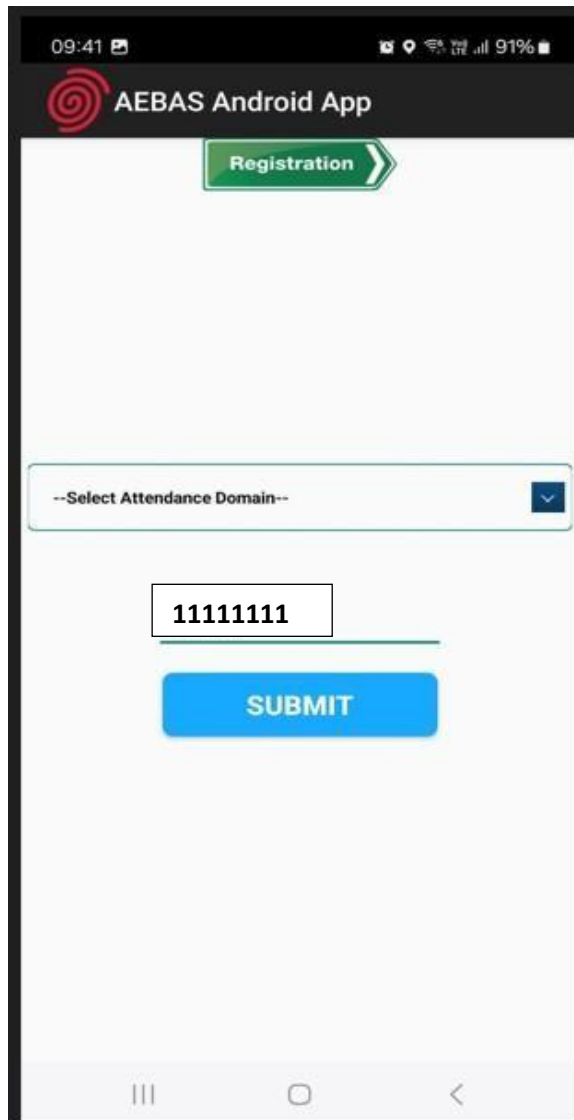 09:41 91%
AEBAS Android App
Registration
--Select Attendance Domain--
11111111
SUBMIT